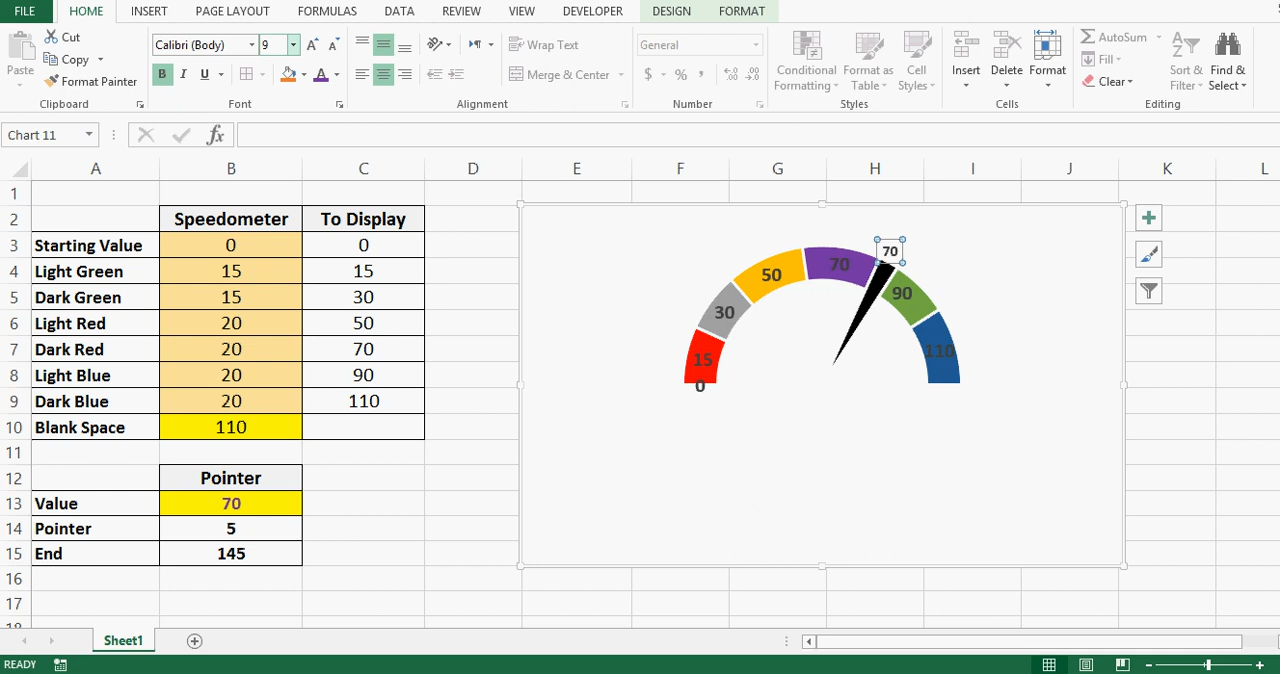 FILE HOME INSERT PAGE LAYOUT FORMULAS DATA REVIEW VIEW DEVELOPER DESIGN FORMAT
Paste
Cut
Copy
Format Painter
Clipboard
Calibri (Body) 9
B I U
Font
Wrap Text
Merge & Center
Alignment
General
$ % ,
Number
Conditional Formatting
Format as Table
Cell Styles
Styles
Insert
Delete
Format
Cells
AutoSum
Fill
Clear
Sort & Filter
Find & Select
Editing
Chart 11
fx
A B C D E F G H I J K L
1
2 Speedometer To Display
3 Starting Value 0 0
4 Light Green 15 15
5 Dark Green 15 30
6 Light Red 20 50
7 Dark Red 20 70
8 Light Blue 20 90
9 Dark Blue 20 110
10 Blank Space 110
11
12 Pointer
13 Value 70
14 Pointer 5
15 End 145
16
17
18
0
15
30
50
70
70
90
110
Sheet1
READY